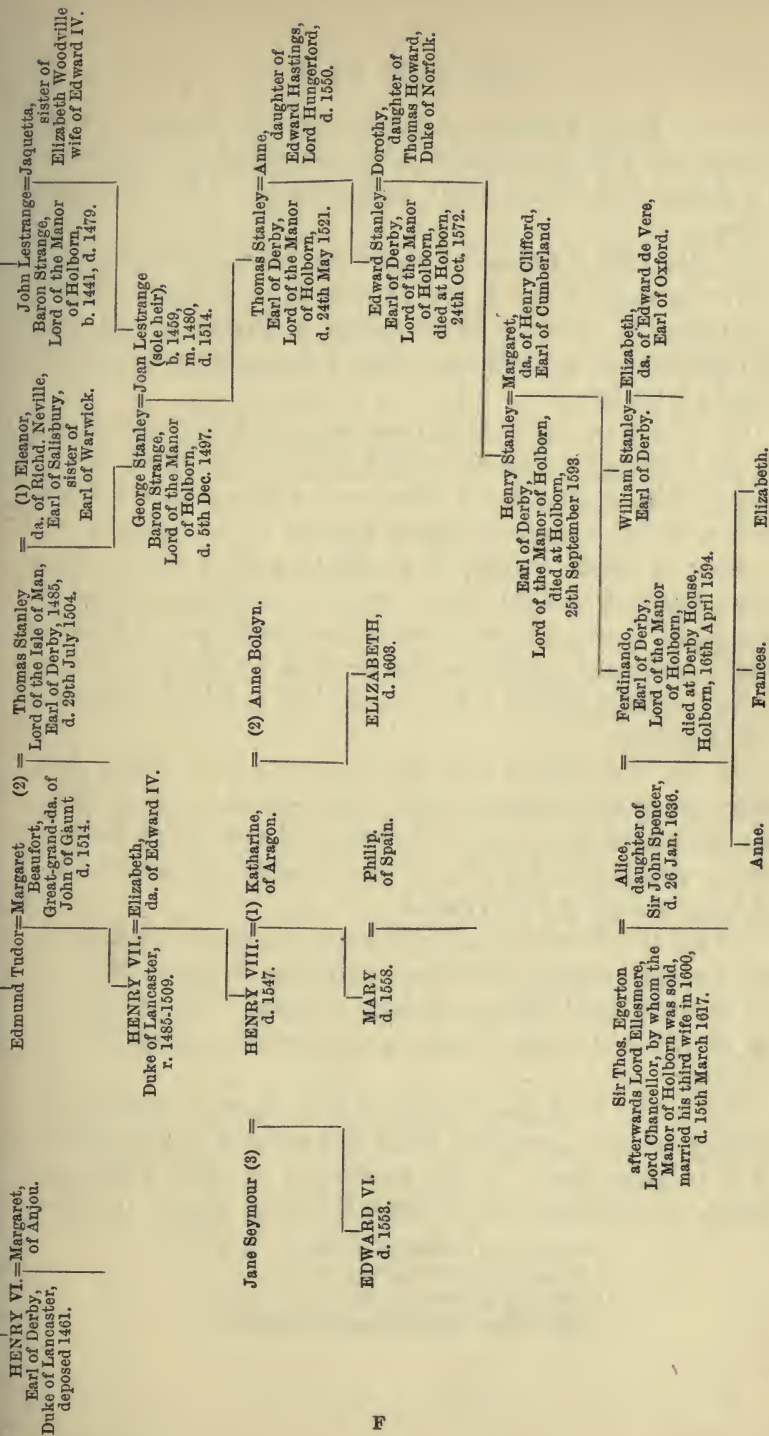 HENRY VI.=Margaret,
Earl of Derby, of Anjou.
Duke of Lancaster,
deposed 1461.
Edmund Tudor=Margaret
Beaufort,
Great-grand-da. of
John of Gaunt
d. 1514.
(2) =
Thomas Stanley
Lord of the Isle of Man,
Earl of Derby, 1485,
d. 29th July 1504.
=
(1) Eleanor,
da. of Richd. Neville,
Earl of Salisbury,
sister of
Earl of Warwick.
John Lestrange=Jaquetta,
Baron Strange, sister of
Lord of the Manor Elizabeth Woodville
of Holborn, wife of Edward IV.
b. 1441, d. 1479.
HENRY VII.=Elizabeth,
Duke of Lancaster, da. of Edward IV.
r. 1485-1509.
George Stanley=Joan Lestrange
Baron Strange, (sole heir),
Lord of the Manor b. 1459,
of Holborn, m. 1480,
d. 5th Dec. 1497. d. 1514.
Jane Seymour (3) =
HENRY VIII.=(1) Katharine,
d. 1547. of Aragon.
= (2) Anne Boleyn.
Thomas Stanley=Anne,
Earl of Derby, daughter of
Lord of the Manor Edward Hastings,
of Holborn, Lord Hungerford,
d. 24th May 1521. d. 1550.
EDWARD VI.
d. 1553.
MARY = Philip.
d. 1558. of Spain.
ELIZABETH,
d. 1603.
Edward Stanley=Dorothy,
Earl of Derby, daughter of
Lord of the Manor Thomas Howard,
of Holborn, Duke of Norfolk.
died at Holborn,
24th Oct. 1572.
Henry Stanley=Margaret,
Earl of Derby, da. of Henry Clifford,
Lord of the Manor of Holborn, Earl of Cumberland.
died at Holborn,
25th September 1593.
Sir Thos. Egerton
afterwards Lord Ellesmere,
Lord Chancellor, by whom the
Manor of Holborn was sold,
married his third wife in 1600,
d. 15th March 1617.
=
Alice,
daughter of
Sir John Spencer,
d. 26 Jan. 1636.
=
Ferdinando,
Earl of Derby,
Lord of the Manor
of Holborn,
died at Derby House,
Holborn, 16th April 1594.
William Stanley=Elizabeth,
Earl of Derby. da. of Edward de Vere,
Earl of Oxford.
Anne. Frances. Elizabeth.
F